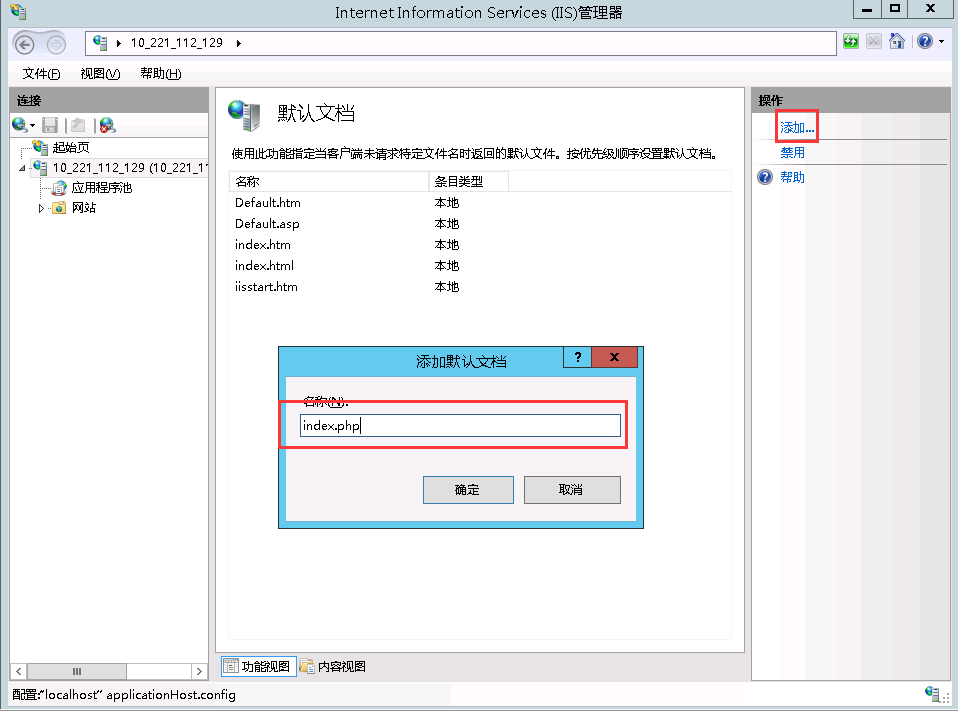 Internet Information Services (IIS)管理器
10_221_112_129
文件(F) 视图(V) 帮助(H)
连接
起始页
10_221_112_129 (10_221_11
应用程序池
网站
默认文档
使用此功能指定当客户端未请求特定文件名时返回的默认文件。按优先级顺序设置默认文档。
名称 条目类型
Default.htm 本地
Default.asp 本地
index.htm 本地
index.html 本地
iisstart.htm 本地
添加默认文档
名称(N):
index.php
确定 取消
功能视图 内容视图
操作
添加...
禁用
帮助
配置:"localhost" applicationHost.config